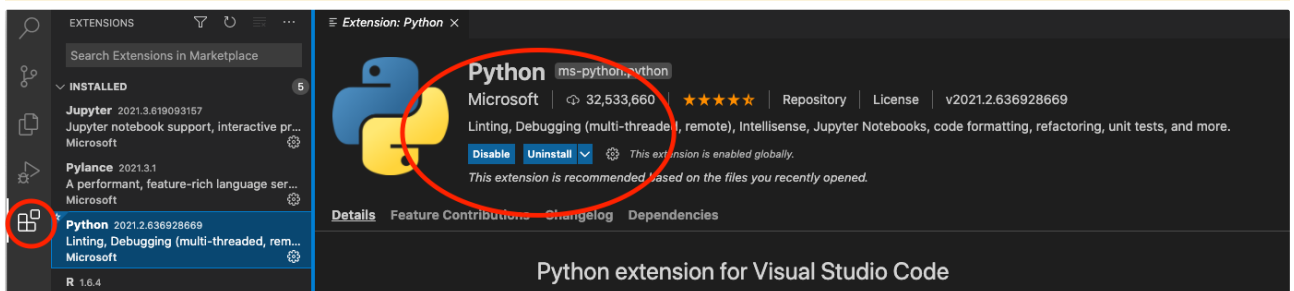 EXTENSIONS
Search Extensions in Marketplace
INSTALLED 5
Jupyter 2021.3.619093157
Jupyter notebook support, interactive pr...
Microsoft
Pylance 2021.3.1
A performant, feature-rich language ser...
Microsoft
Python 2021.2.636928669
Linting, Debugging (multi-threaded, rem...
Microsoft
R 1.6.4
Extension: Python
Python ms-python.python
Microsoft 32,533,660 Repository License v2021.2.636928669
Linting, Debugging (multi-threaded, remote), Intellisense, Jupyter Notebooks, code formatting, refactoring, unit tests, and more.
Disable Uninstall This extension is enabled globally.
This extension is recommended based on the files you recently opened.
Details Feature Contributions Changelog Dependencies
Python extension for Visual Studio Code